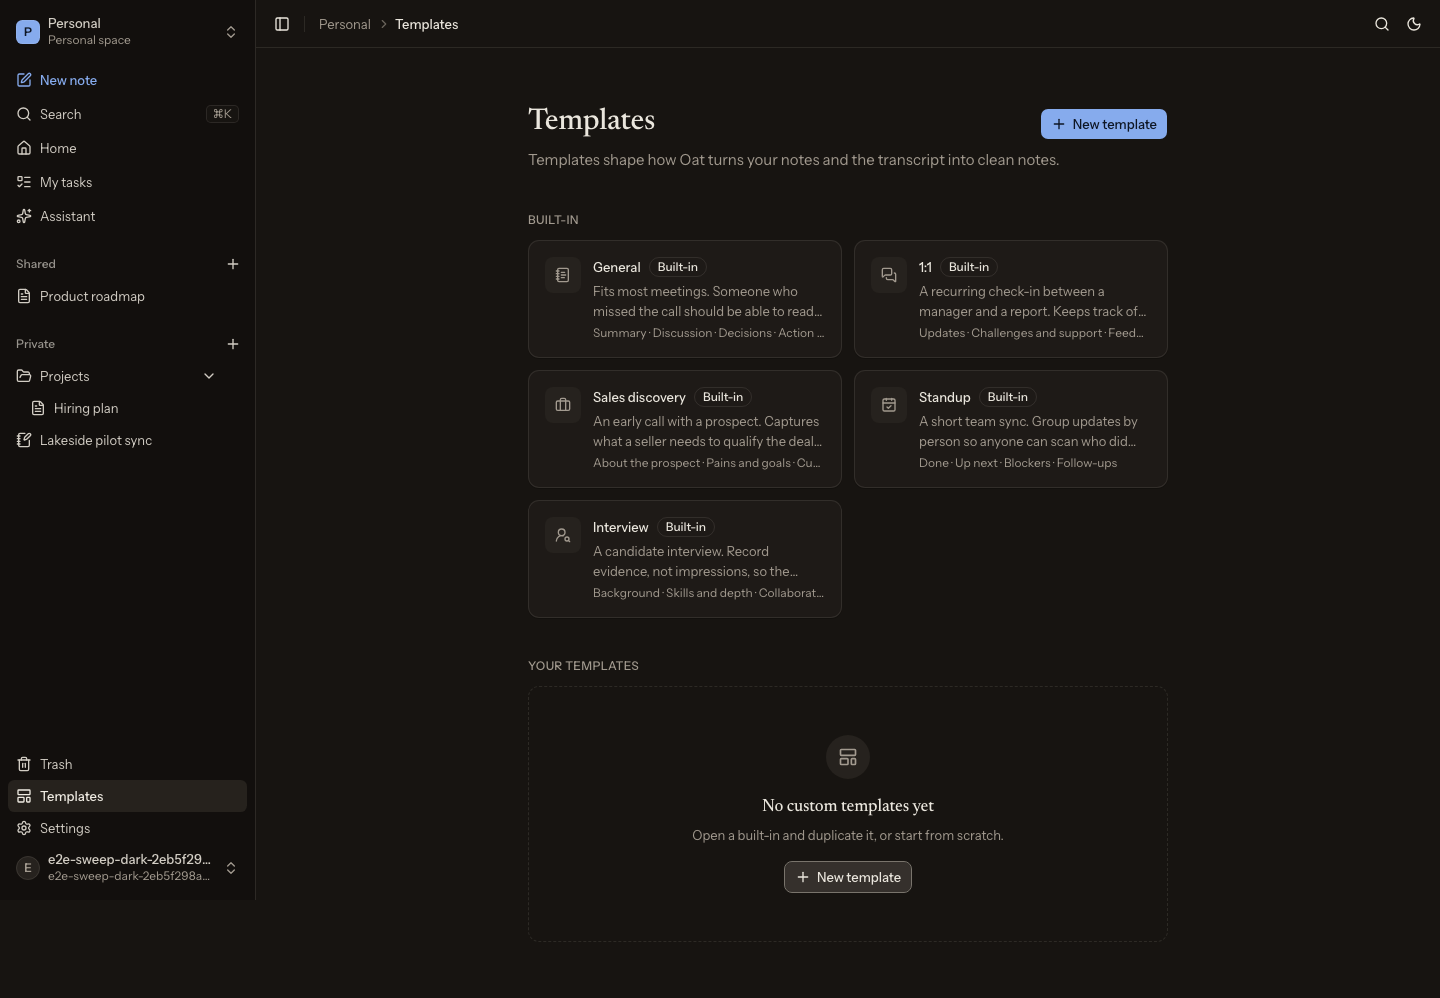 P
Personal
Personal space
New note
Search
⌘K
Home
My tasks
Assistant
Shared
Product roadmap
Private
Projects
Hiring plan
Lakeside pilot sync
Trash
Templates
Settings
E
e2e-sweep-dark-2eb5f29...
e2e-sweep-dark-2eb5f298a...
Personal > Templates
Templates
New template
Templates shape how Oat turns your notes and the transcript into clean notes.
BUILT-IN
General Built-in
Fits most meetings. Someone who
missed the call should be able to read...
Summary · Discussion · Decisions · Action ...
1:1 Built-in
A recurring check-in between a
manager and a report. Keeps track of...
Updates · Challenges and support · Feed...
Sales discovery Built-in
An early call with a prospect. Captures
what a seller needs to qualify the deal...
About the prospect · Pains and goals · Cu...
Standup Built-in
A short team sync. Group updates by
person so anyone can scan who did...
Done · Up next · Blockers · Follow-ups
Interview Built-in
A candidate interview. Record
evidence, not impressions, so the...
Background · Skills and depth · Collaborat...
YOUR TEMPLATES
No custom templates yet
Open a built-in and duplicate it, or start from scratch.
New template